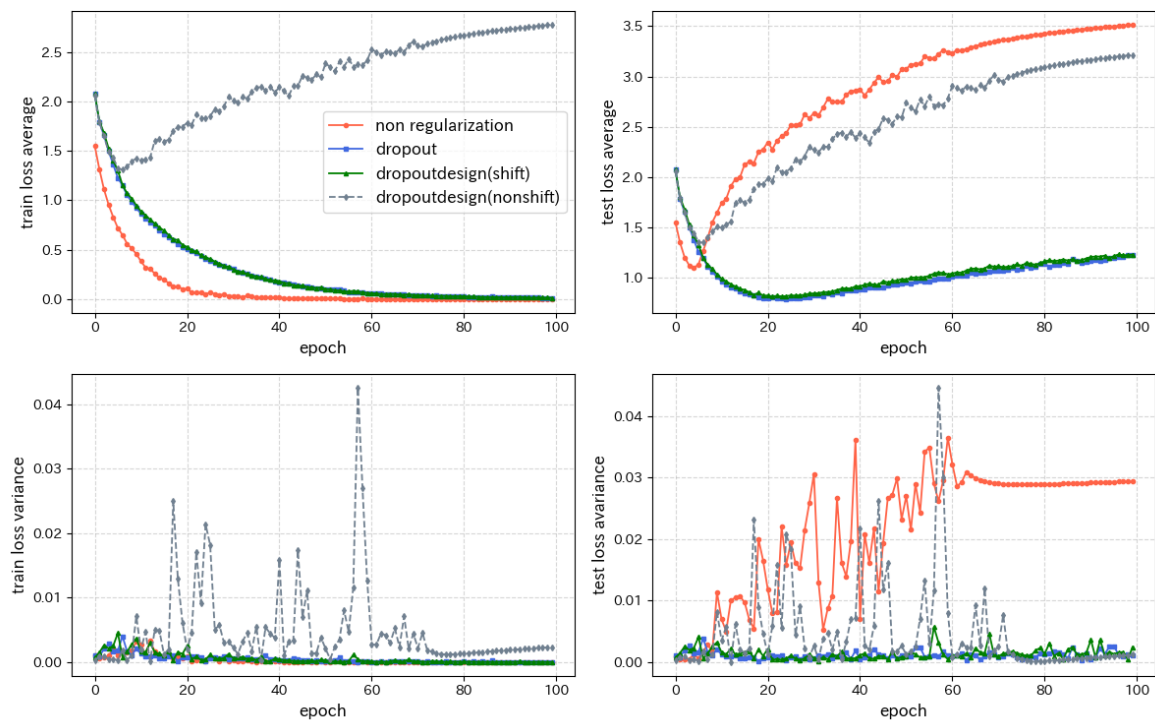 train loss average
2.5
2.0
1.5
1.0
0.5
0.0
non regularization
dropout
dropoutdesign(shift)
dropoutdesign(nonshift)
0 20 40 60 80 100
epoch
test loss average
3.5
3.0
2.5
2.0
1.5
1.0
0 20 40 60 80 100
epoch
train loss variance
0.04
0.03
0.02
0.01
0.00
0 20 40 60 80 100
epoch
test loss avariance
0.04
0.03
0.02
0.01
0.00
0 20 40 60 80 100
epoch